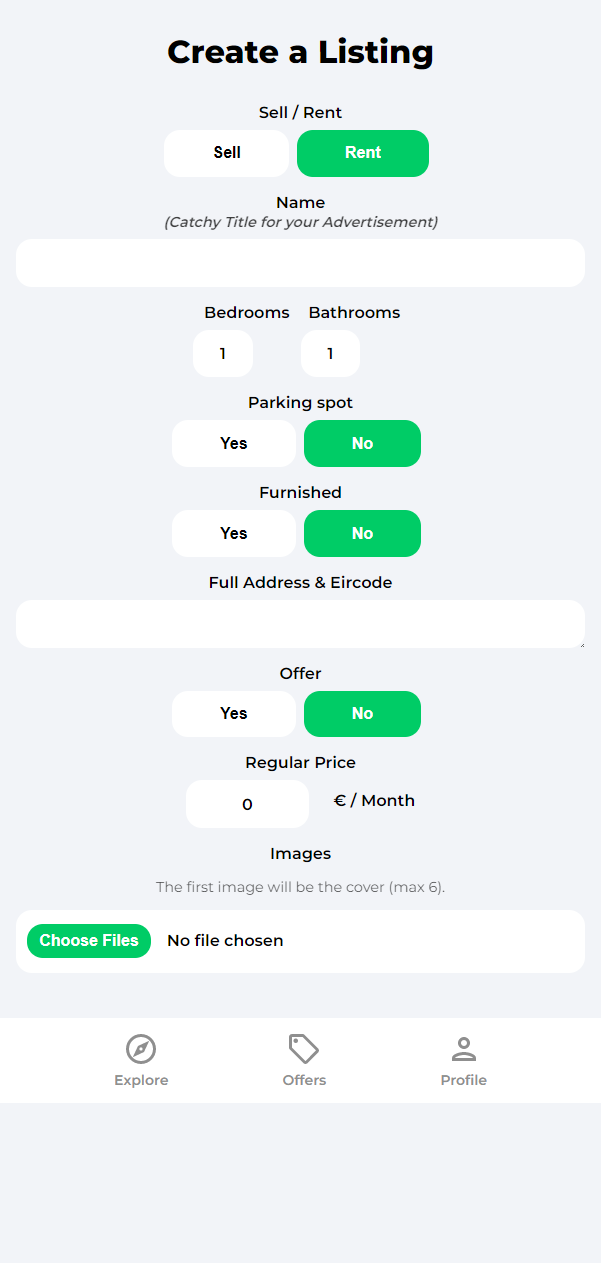 Create a Listing
Sell / Rent
Sell Rent
Name
(Catchy Title for your Advertisement)
Bedrooms Bathrooms
1 1
Parking spot
Yes No
Furnished
Yes No
Full Address & Eircode
Offer
Yes No
Regular Price
0 € / Month
Images
The first image will be the cover (max 6).
Choose Files No file chosen
Explore Offers Profile